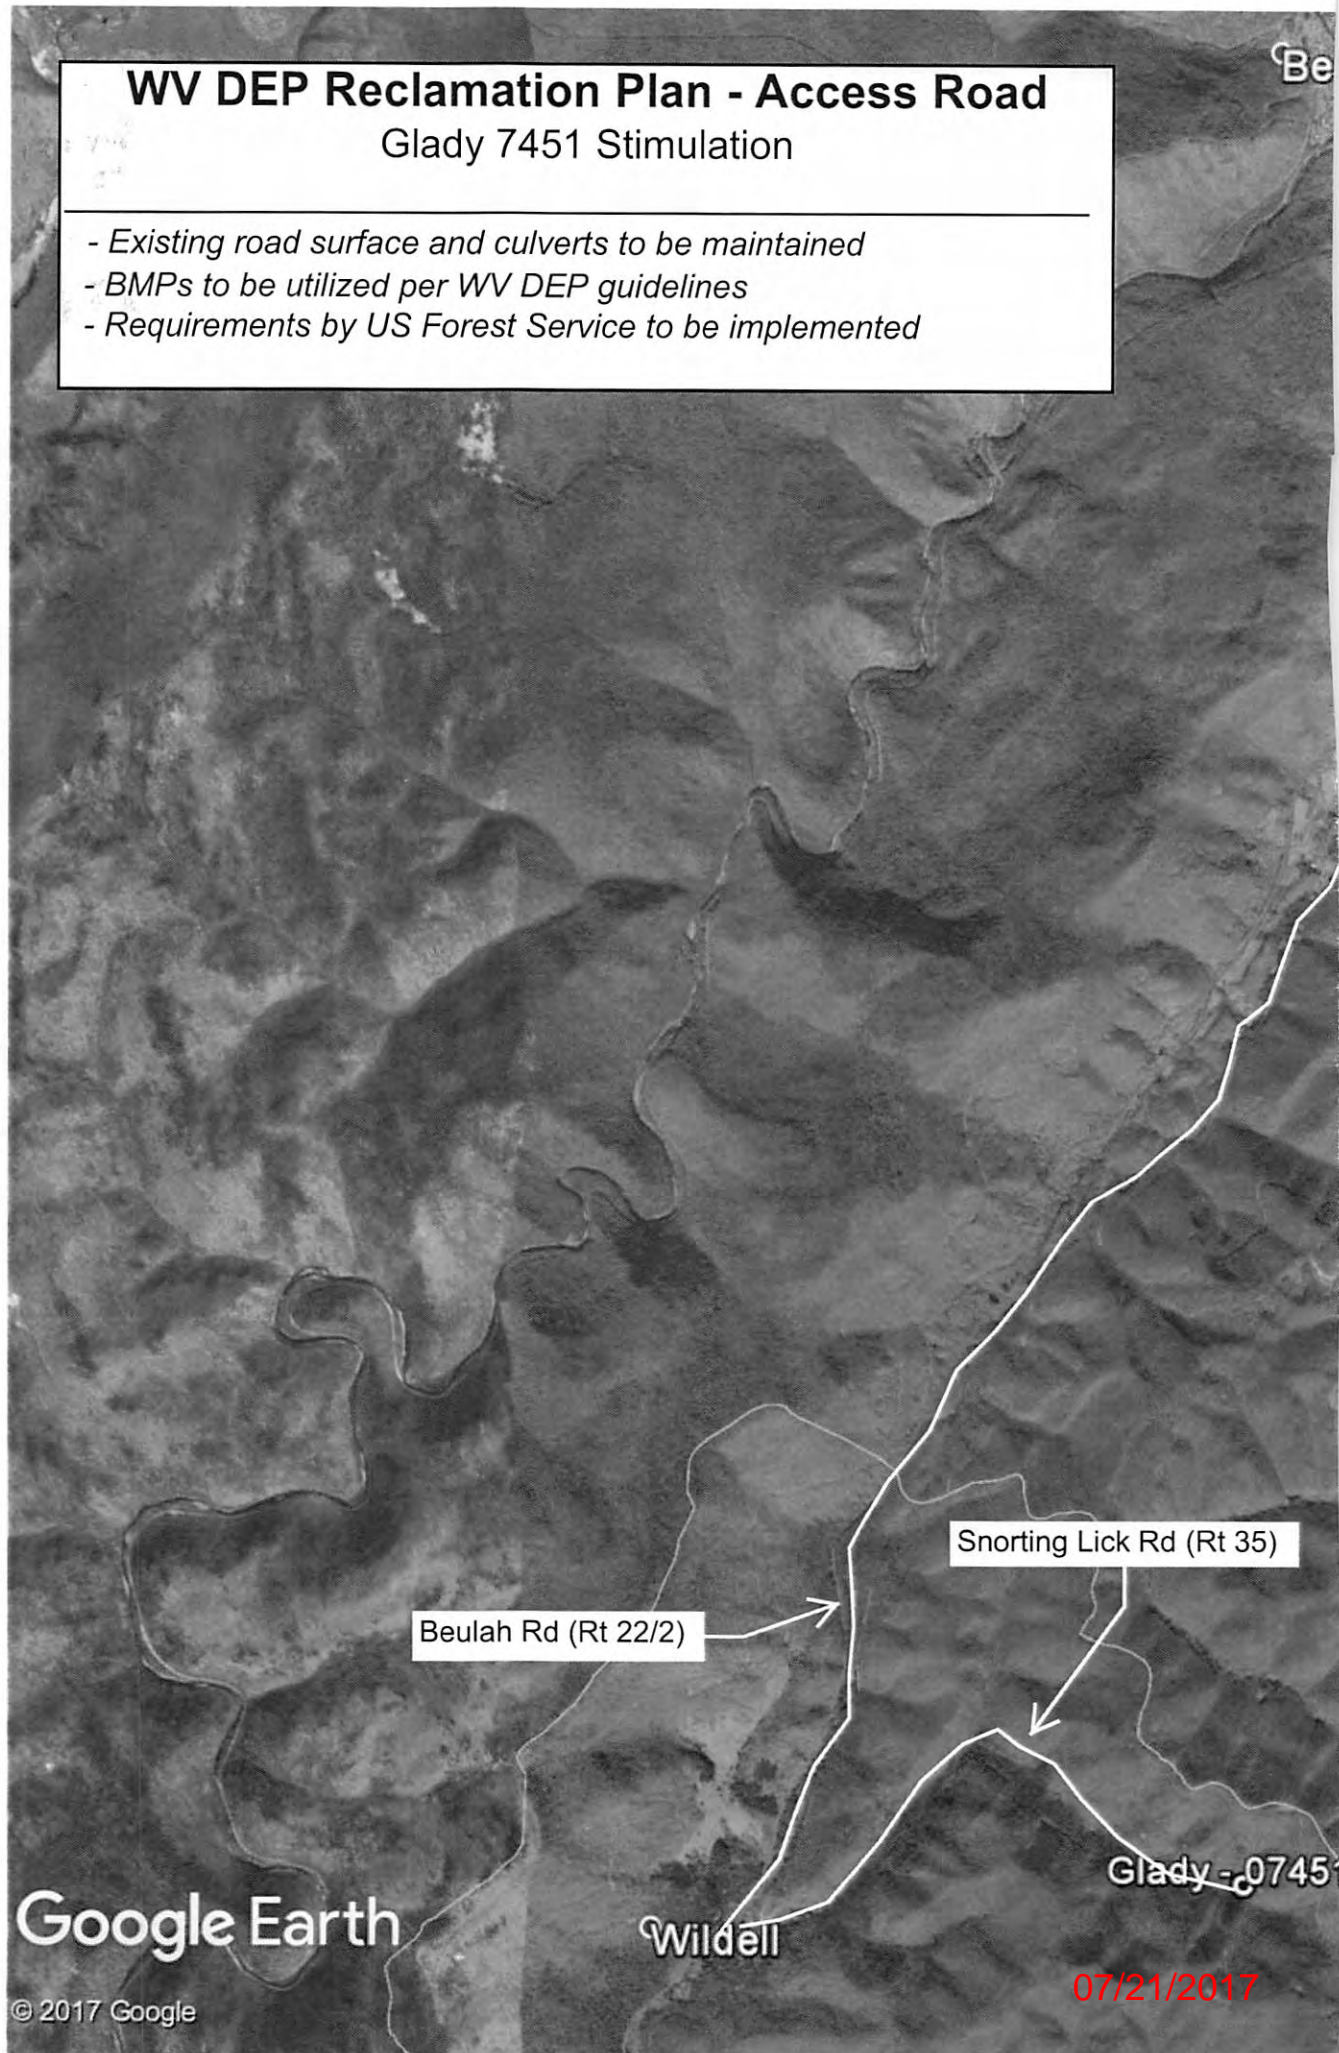 Be
WV DEP Reclamation Plan - Access Road
Glady 7451 Stimulation
- Existing road surface and culverts to be maintained
- BMPs to be utilized per WV DEP guidelines
- Requirements by US Forest Service to be implemented
Snorting Lick Rd (Rt 35)
Beulah Rd (Rt 22/2)
Glady - 07451
Google Earth
Wildell
07/21/2017
© 2017 Google